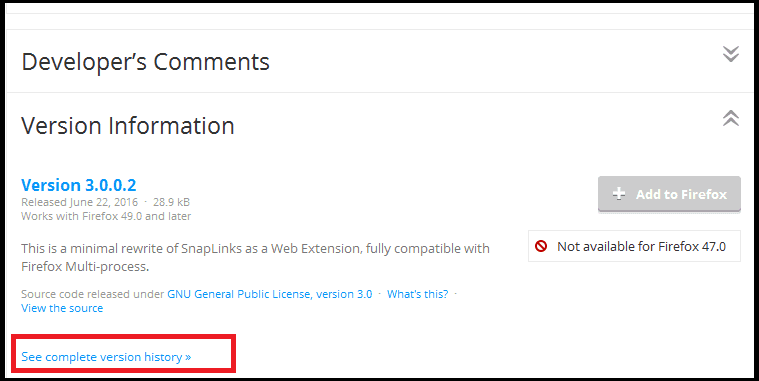 Developer's Comments
Version Information
Version 3.0.0.2
Released June 22, 2016 · 28.9 kB
Works with Firefox 49.0 and later
Add to Firefox
This is a minimal rewrite of SnapLinks as a Web Extension, fully compatible with
Firefox Multi-process.
Not available for Firefox 47.0
Source code released under GNU General Public License, version 3.0 · What's this? ·
View the source
See complete version history »